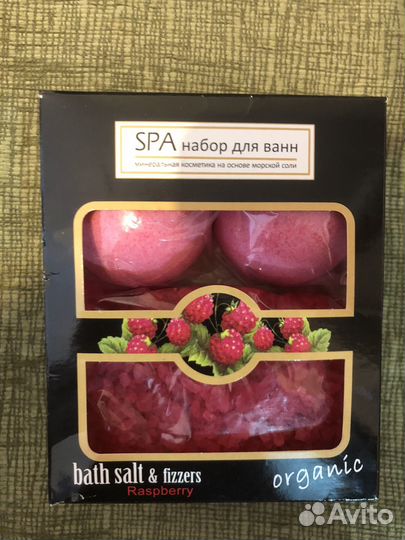 SPA набор для ванн
минеральная косметика на основе морской соли
bath salt & fizzers
Raspberry
organic
Avito